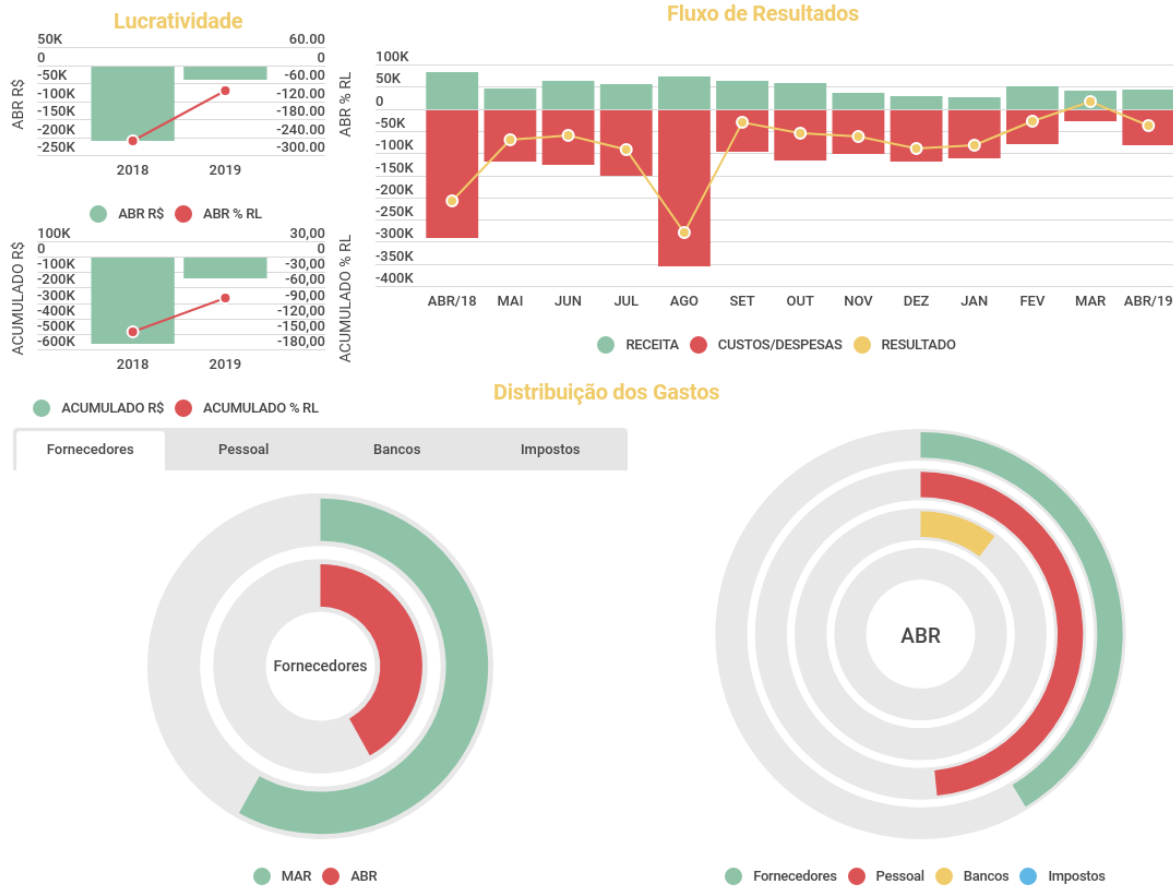 Lucratividade
50K
0
-50K
-100K
-150K
-200K
-250K
ABR R$
60.00
0
-60.00
-120.00
-180.00
-240.00
-300.00
ABR % RL
2018 2019
ABR R$ ABR % RL
100K
0
-100K
-200K
-300K
-400K
-500K
-600K
ACUMULADO R$
30,00
0
-30,00
-60,00
-90,00
-120,00
-150,00
-180,00
ACUMULADO % RL
2018 2019
ACUMULADO R$ ACUMULADO % RL
Fluxo de Resultados
100K
50K
0
-50K
-100K
-150K
-200K
-250K
-300K
-350K
-400K
ABR/18 MAI JUN JUL AGO SET OUT NOV DEZ JAN FEV MAR ABR/19
RECEITA CUSTOS/DESPESAS RESULTADO
Distribuição dos Gastos
Fornecedores Pessoal Bancos Impostos
Fornecedores
MAR ABR
ABR
Fornecedores Pessoal Bancos Impostos